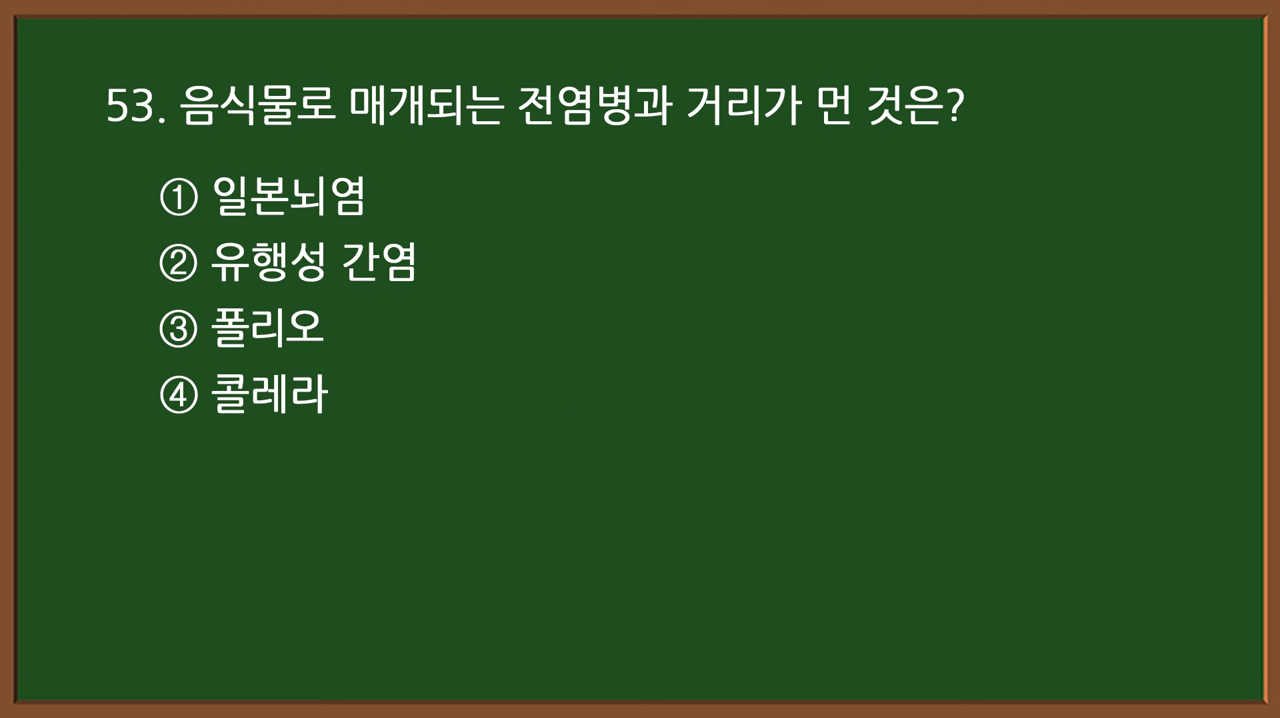 53. 음식물로 매개되는 전염병과 거리가 먼 것은?
① 일본뇌염
② 유행성 간염
③ 폴리오
④ 콜레라